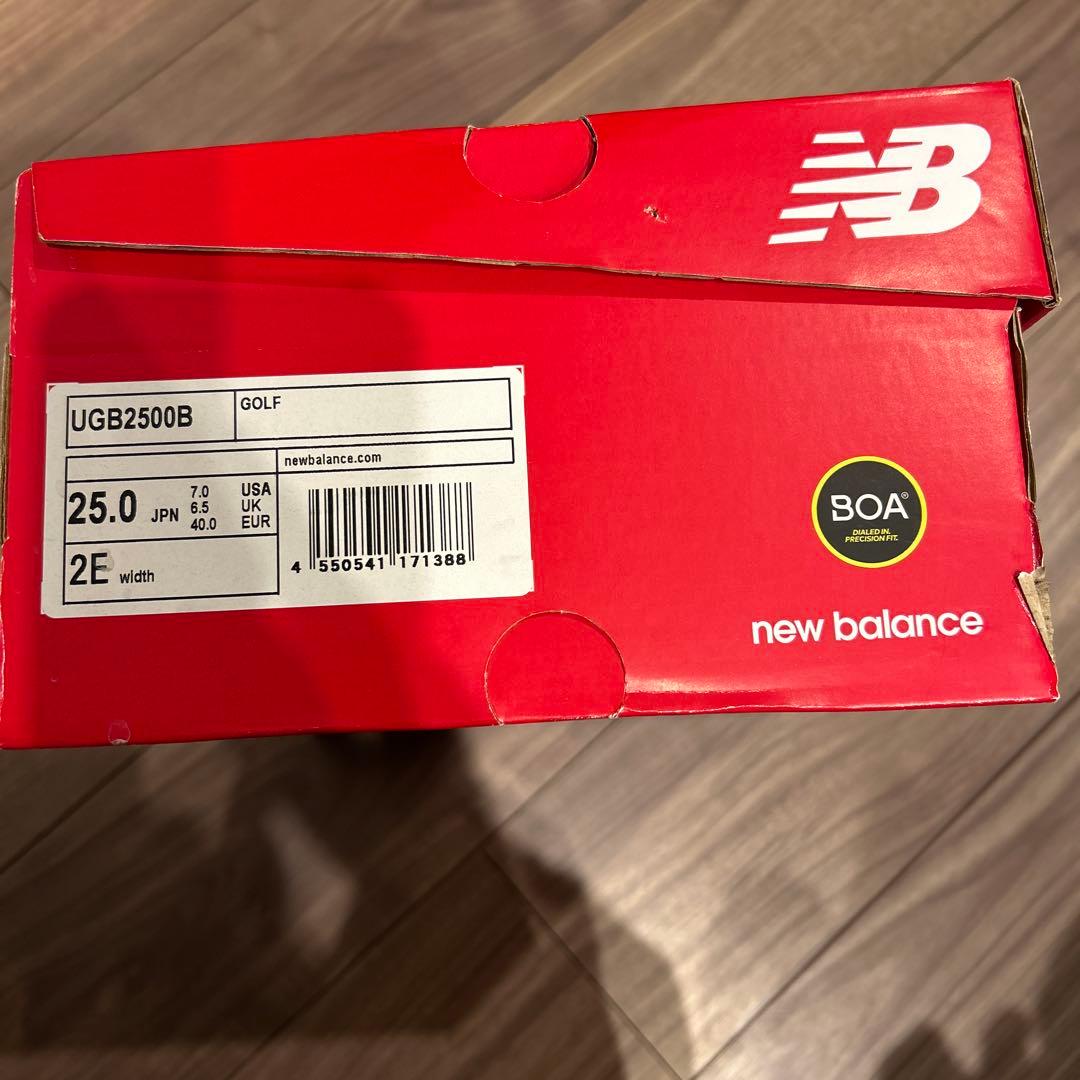 NB
UGB2500B
GOLF
newbalance.com
25.0 JPN
7.0 USA
6.5 UK
40.0 EUR
2E width
4 550541 171388
BOA®
DIALED IN.
PRECISION FIT.
new balance